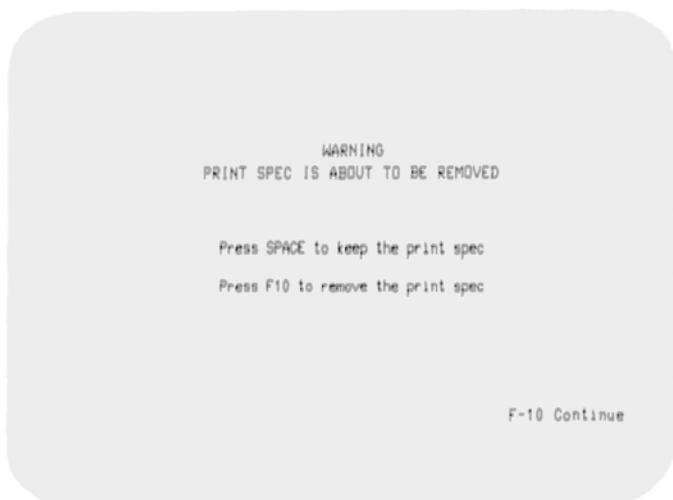 WARNING
PRINT SPEC IS ABOUT TO BE REMOVED
Press SPACE to keep the print spec
Press F10 to remove the print spec
F-10 Continue